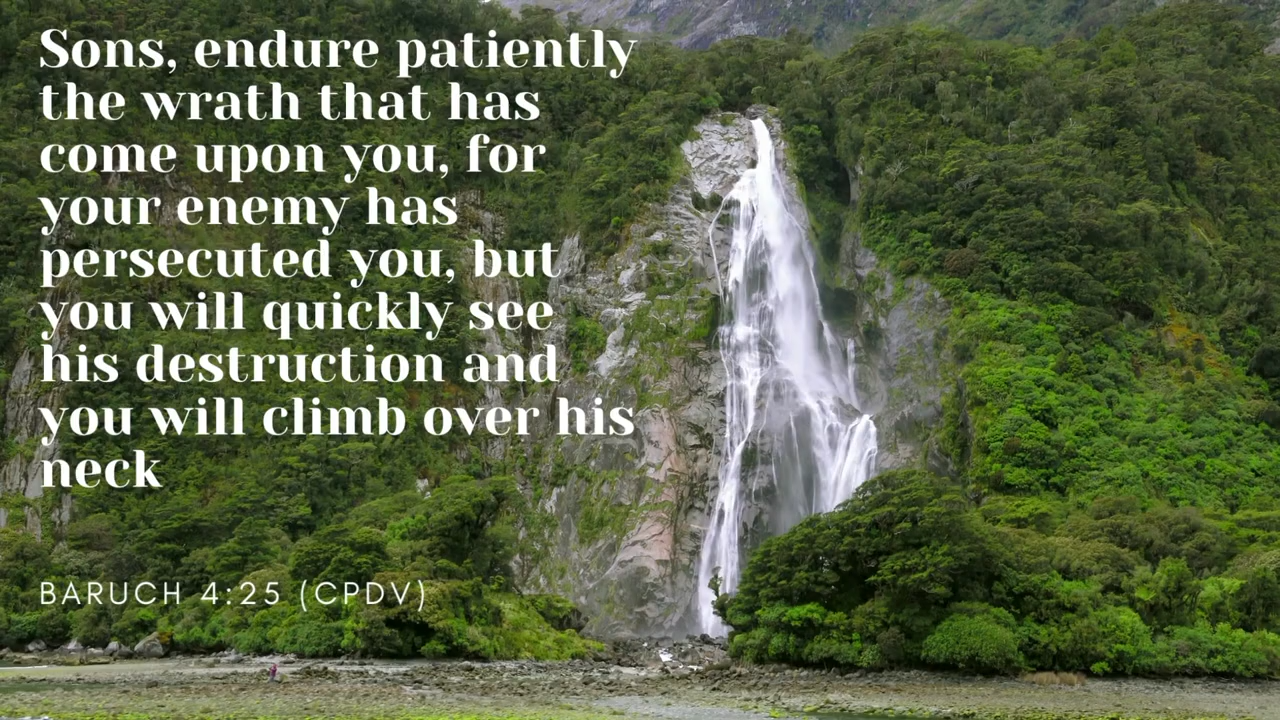 Sons, endure patiently
the wrath that has
come upon you, for
your enemy has
persecuted you, but
you will quickly see
his destruction and
you will climb over his
neck
BARUCH 4:25 (CPDV)